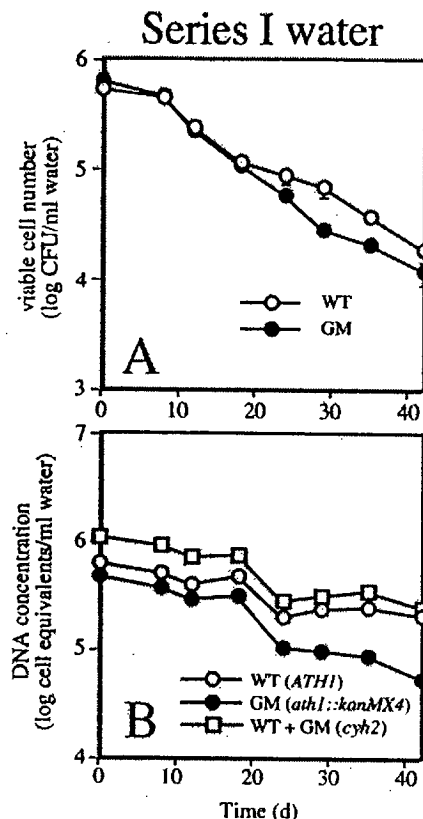 Series I water
6
5
4
3
viable cell number
(log CFU/ml water)
WT
GM
A
0
10
20
30
40
7
6
5
4
DNA concentration
(log cell equivalents/ml water)
WT (ATH1)
GM (ath1::kanMX4)
WT + GM (cyh2)
B
0
10
20
30
40
Time (d)